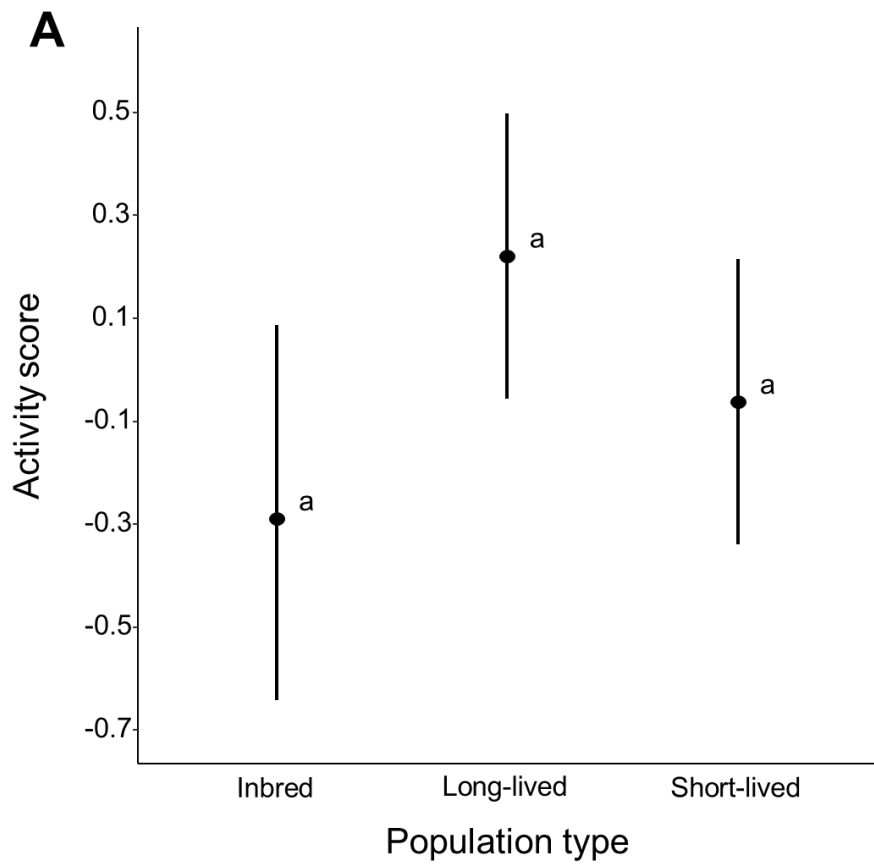 A
0.5
0.3
0.1
-0.1
-0.3
-0.5
-0.7
Activity score
a
a
a
Inbred Long-lived Short-lived
Population type